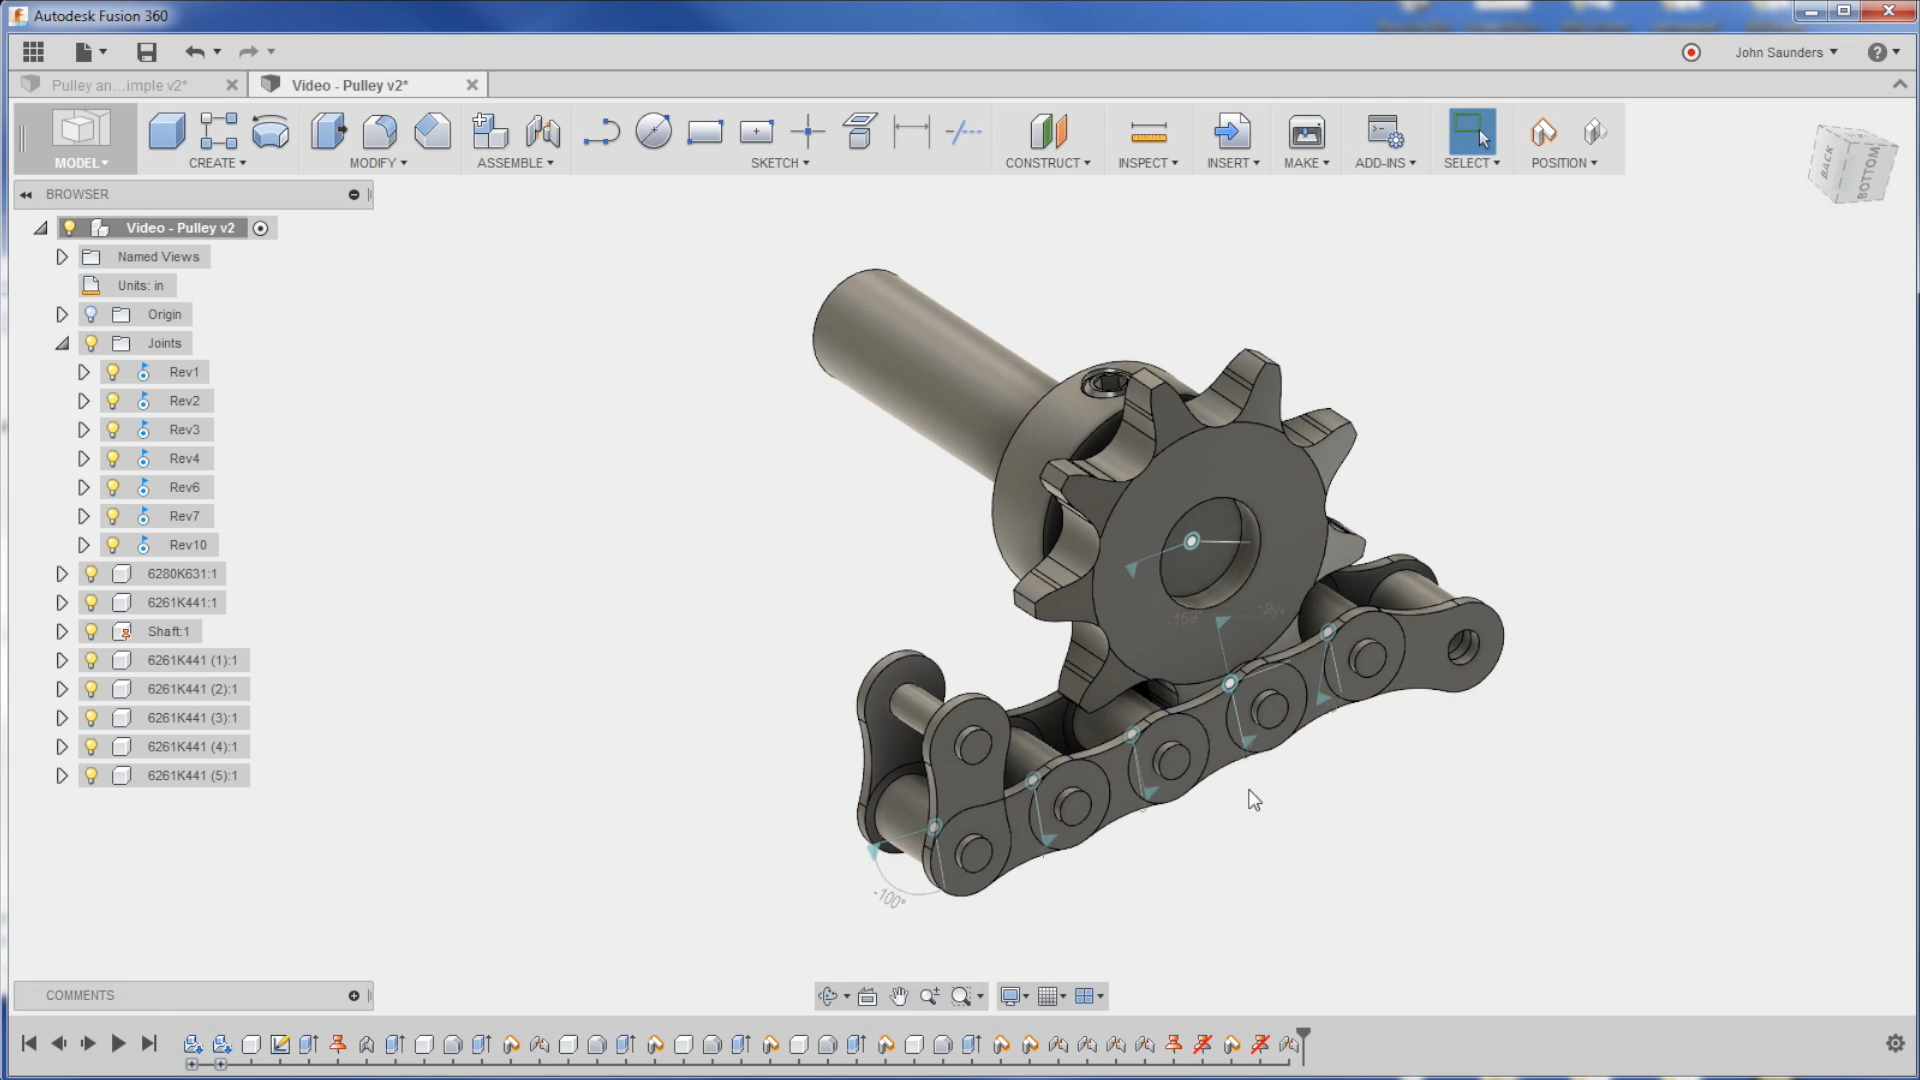 Autodesk Fusion 360
John Saunders
Pulley an...imple v2*
Video - Pulley v2*
MODEL
CREATE
MODIFY
ASSEMBLE
SKETCH
CONSTRUCT
INSPECT
INSERT
MAKE
ADD-INS
SELECT
POSITION
BACK
BOTTOM
BROWSER
Video - Pulley v2
Named Views
Units: in
Origin
Joints
Rev1
Rev2
Rev3
Rev4
Rev6
Rev7
Rev10
6280K631:1
6261K441:1
Shaft:1
6261K441 (1):1
6261K441 (2):1
6261K441 (3):1
6261K441 (4):1
6261K441 (5):1
-100°
COMMENTS